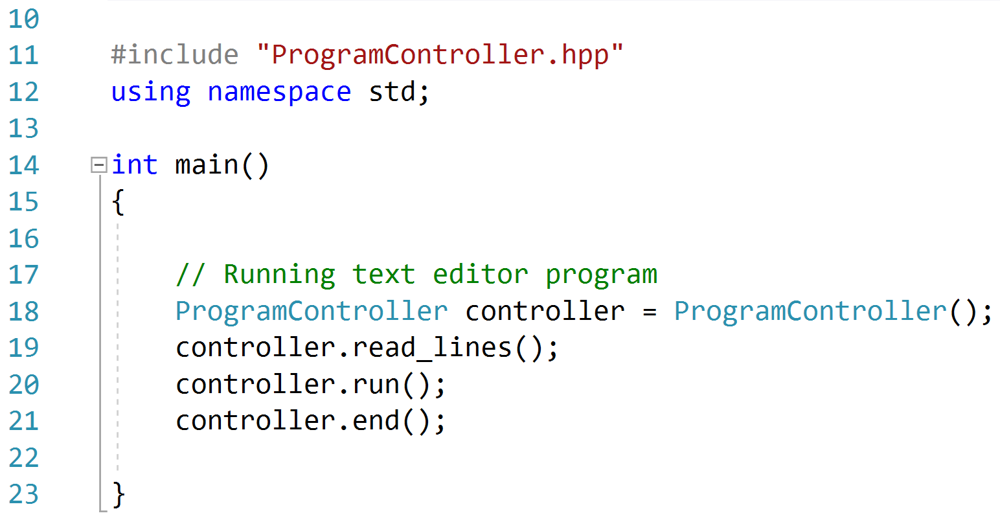 10
11 #include "ProgramController.hpp"
12 using namespace std;
13
14 int main()
15 {
16
17 // Running text editor program
18 ProgramController controller = ProgramController();
19 controller.read_lines();
20 controller.run();
21 controller.end();
22
23 }